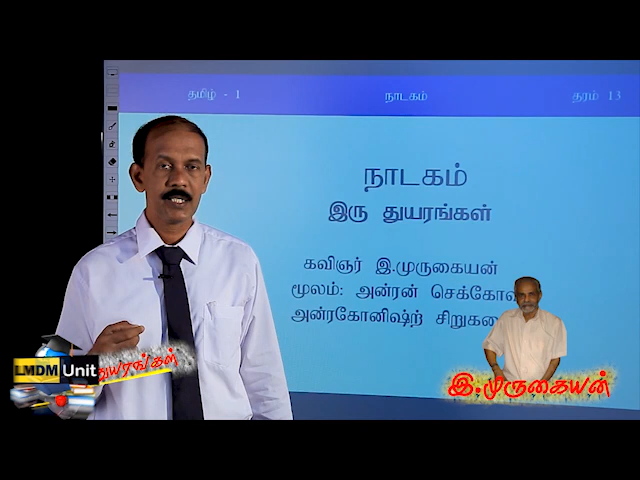 தமிழ் - 1 நாடகம் தரம் 13
நாடகம்
இரு துயரங்கள்
கவிஞர் இ.முருகையன்
மூலம்: அன்ரன் செக்கோ
அன்ரகோனிஷ்ற் சிறுகதை
LMDM Unit
துயரங்கள்
இ.முருகையன்